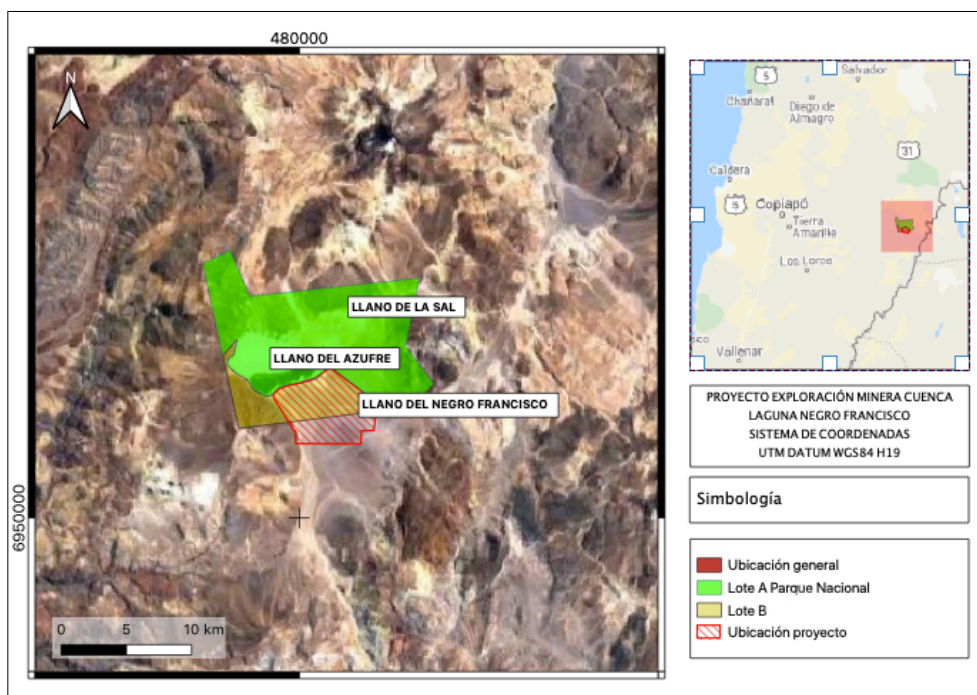 480000
N
LLANO DE LA SAL
LLANO DEL AZUFRE
LLANO DEL NEGRO FRANCISCO
6950000
0 5 10 km
5
Salvador
Chañaral
Diego de
Almagro
31
Caldera
5
Copiapó
Tierra
Amarilla
Los Loros
sco
Vallenar
PROYECTO EXPLORACIÓN MINERA CUENCA
LAGUNA NEGRO FRANCISCO
SISTEMA DE COORDENADAS
UTM DATUM WGS84 H19
Simbología
Ubicación general
Lote A Parque Nacional
Lote B
Ubicación proyecto